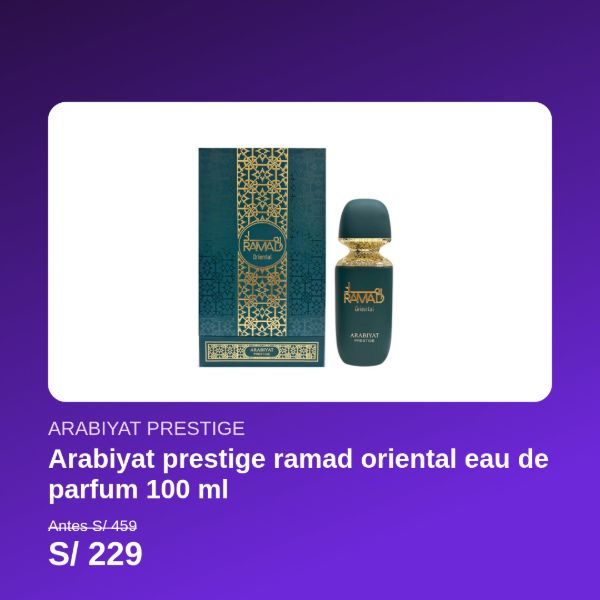 RAMAD
Oriental
ARABIYAT
PRESTIGE
RAMAD
Oriental
ARABIYAT
PRESTIGE
ARABIYAT PRESTIGE
Arabiyat prestige ramad oriental eau de
parfum 100 ml
Antes S/ 459
S/ 229